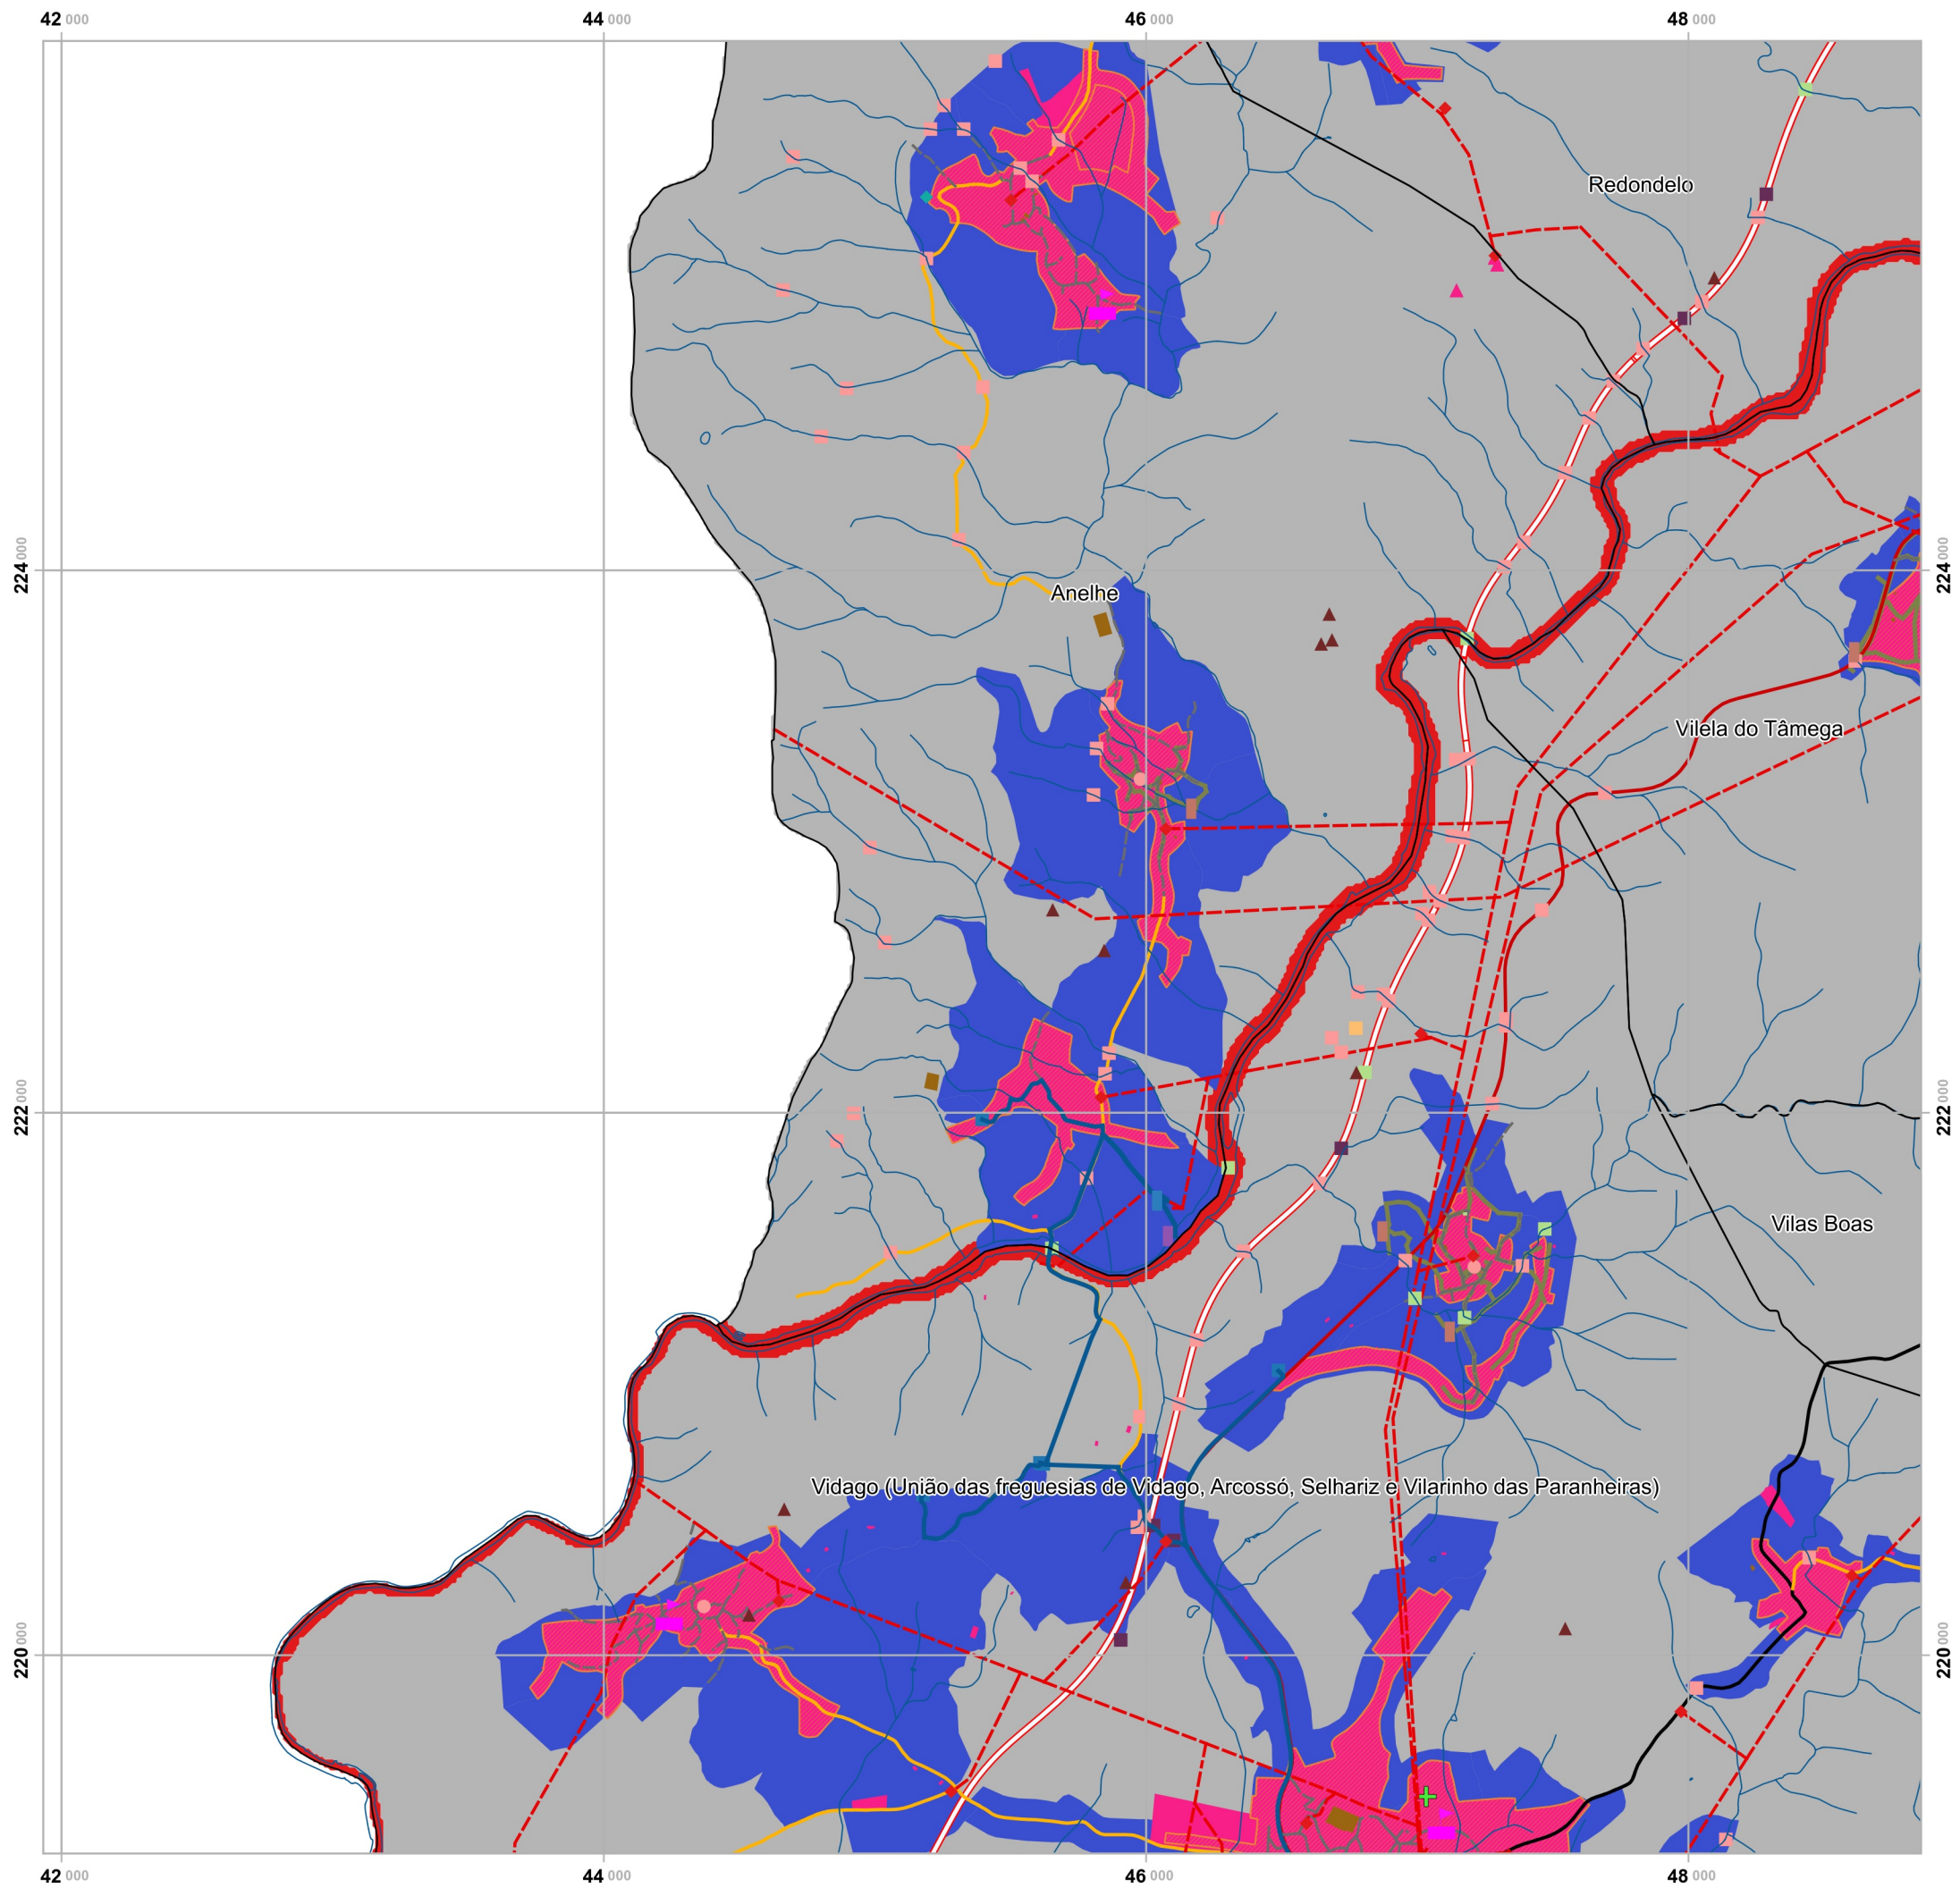 42 000 44 000 46 000 48 000
Redondelo
224 000 224 000
Anelhe
Vilela do Tâmega
222 000 222 000
Vilas Boas
Vidago (União das freguesias de Vidago, Arcossó, Selhariz e Vilarinho das Paranheiras)
220 000 220 000
42 000 44 000 46 000 48 000